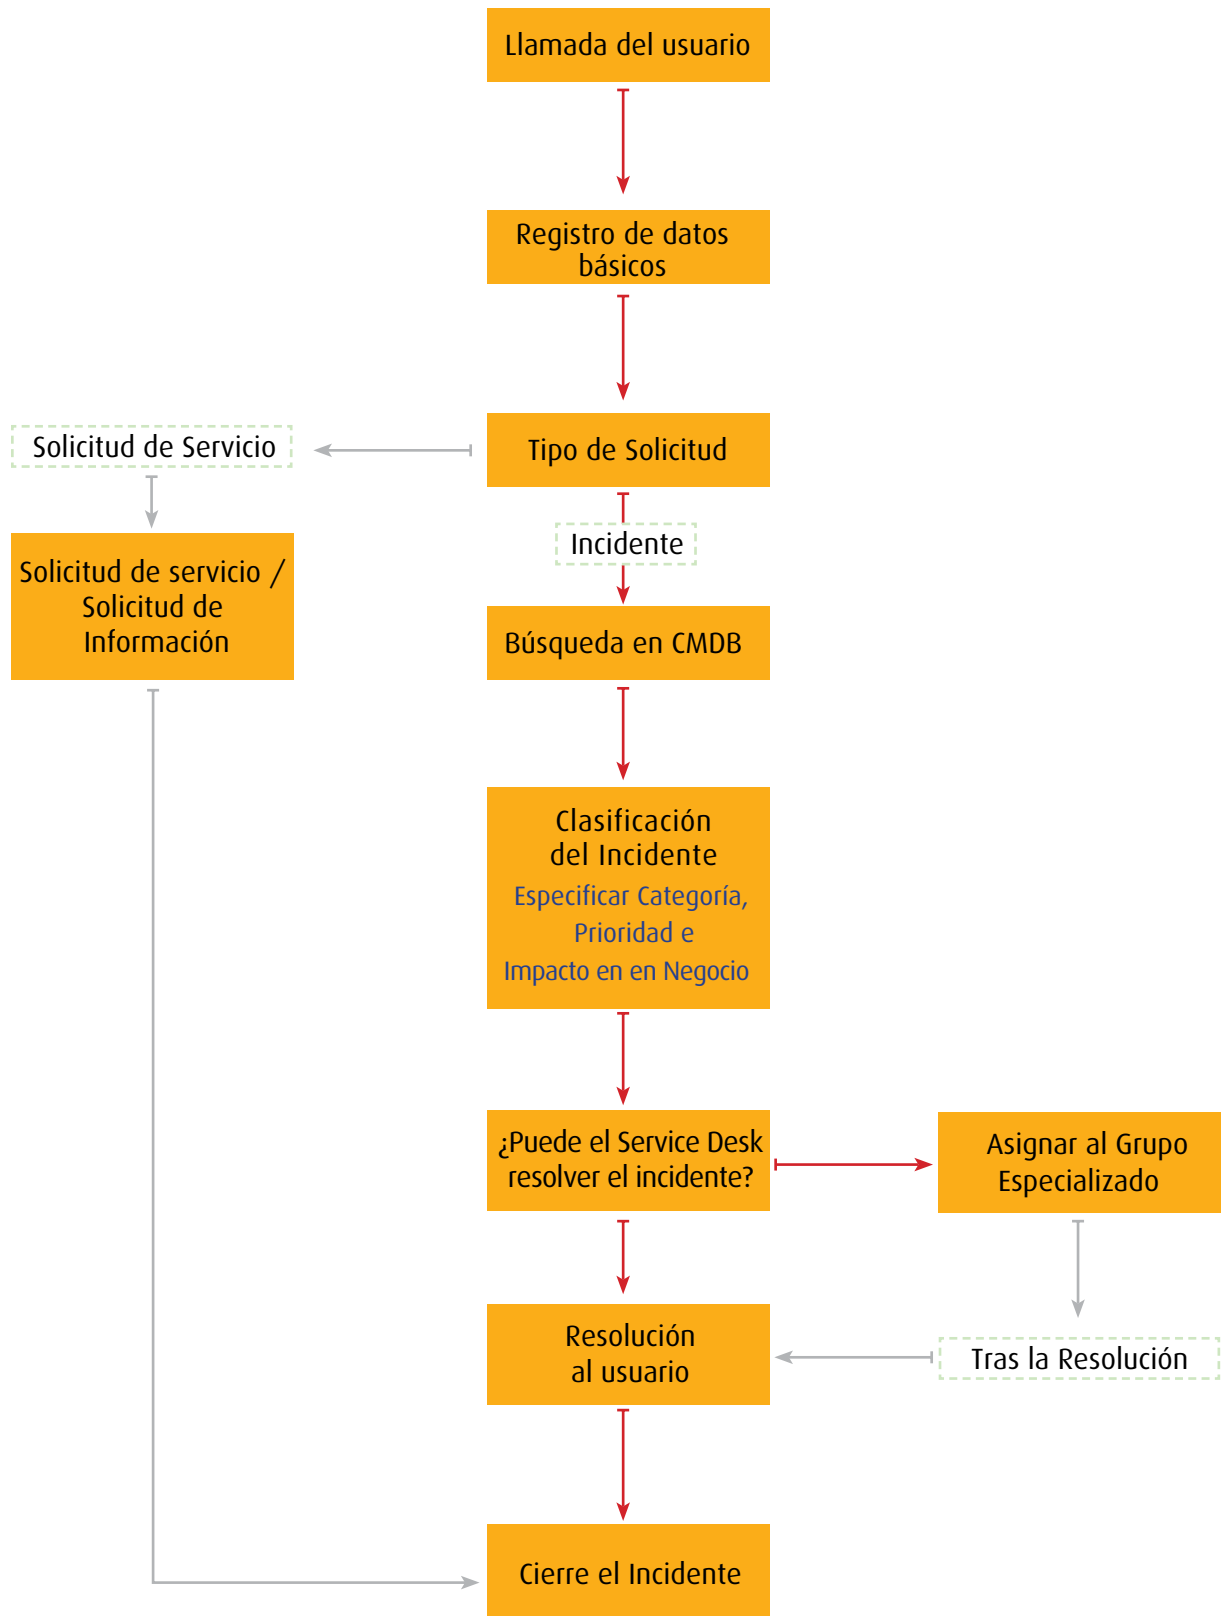 Llamada del usuario
Registro de datos
básicos
Solicitud de Servicio
Tipo de Solicitud
Incidente
Solicitud de servicio /
Solicitud de
Información
Búsqueda en CMDB
Clasificación
del Incidente
Especificar Categoría,
Prioridad e
Impacto en en Negocio
¿Puede el Service Desk
resolver el incidente?
Asignar al Grupo
Especializado
Resolución
al usuario
Tras la Resolución
Cierre el Incidente